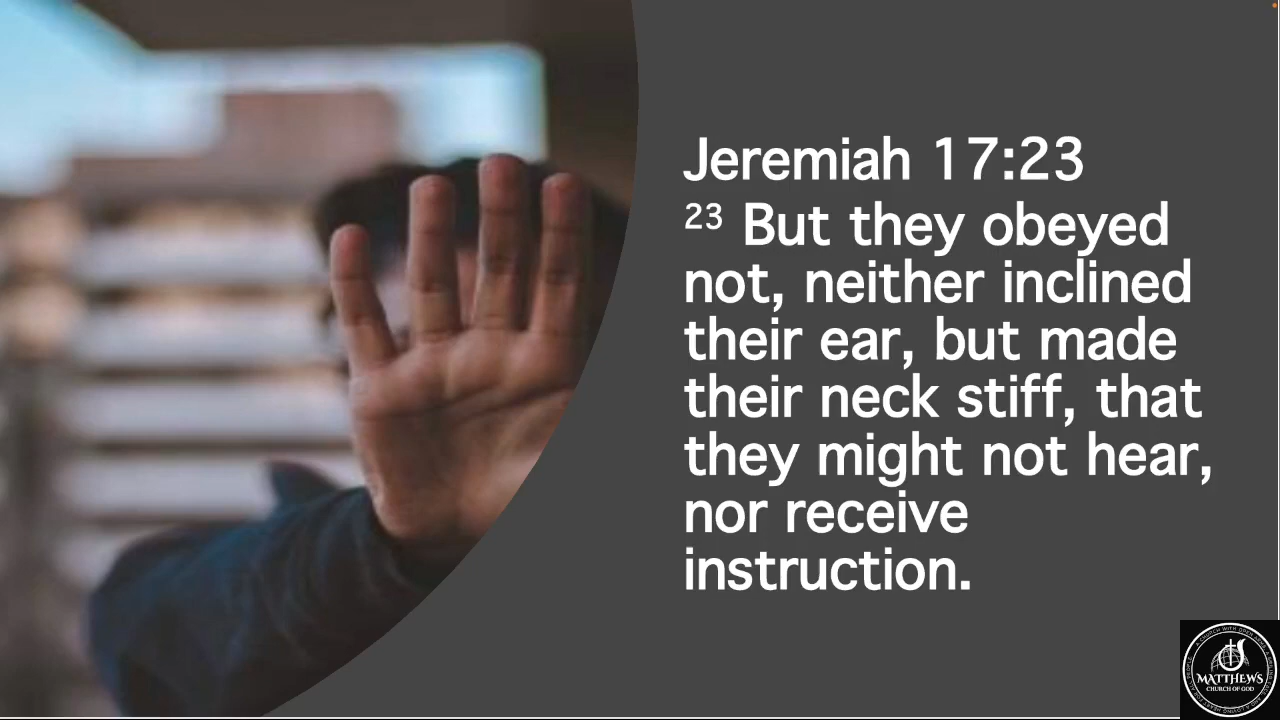 Jeremiah 17:23
23 But they obeyed
not, neither inclined
their ear, but made
their neck stiff, that
they might not hear,
nor receive
instruction.
MATTHEWS
CHURCH OF GOD